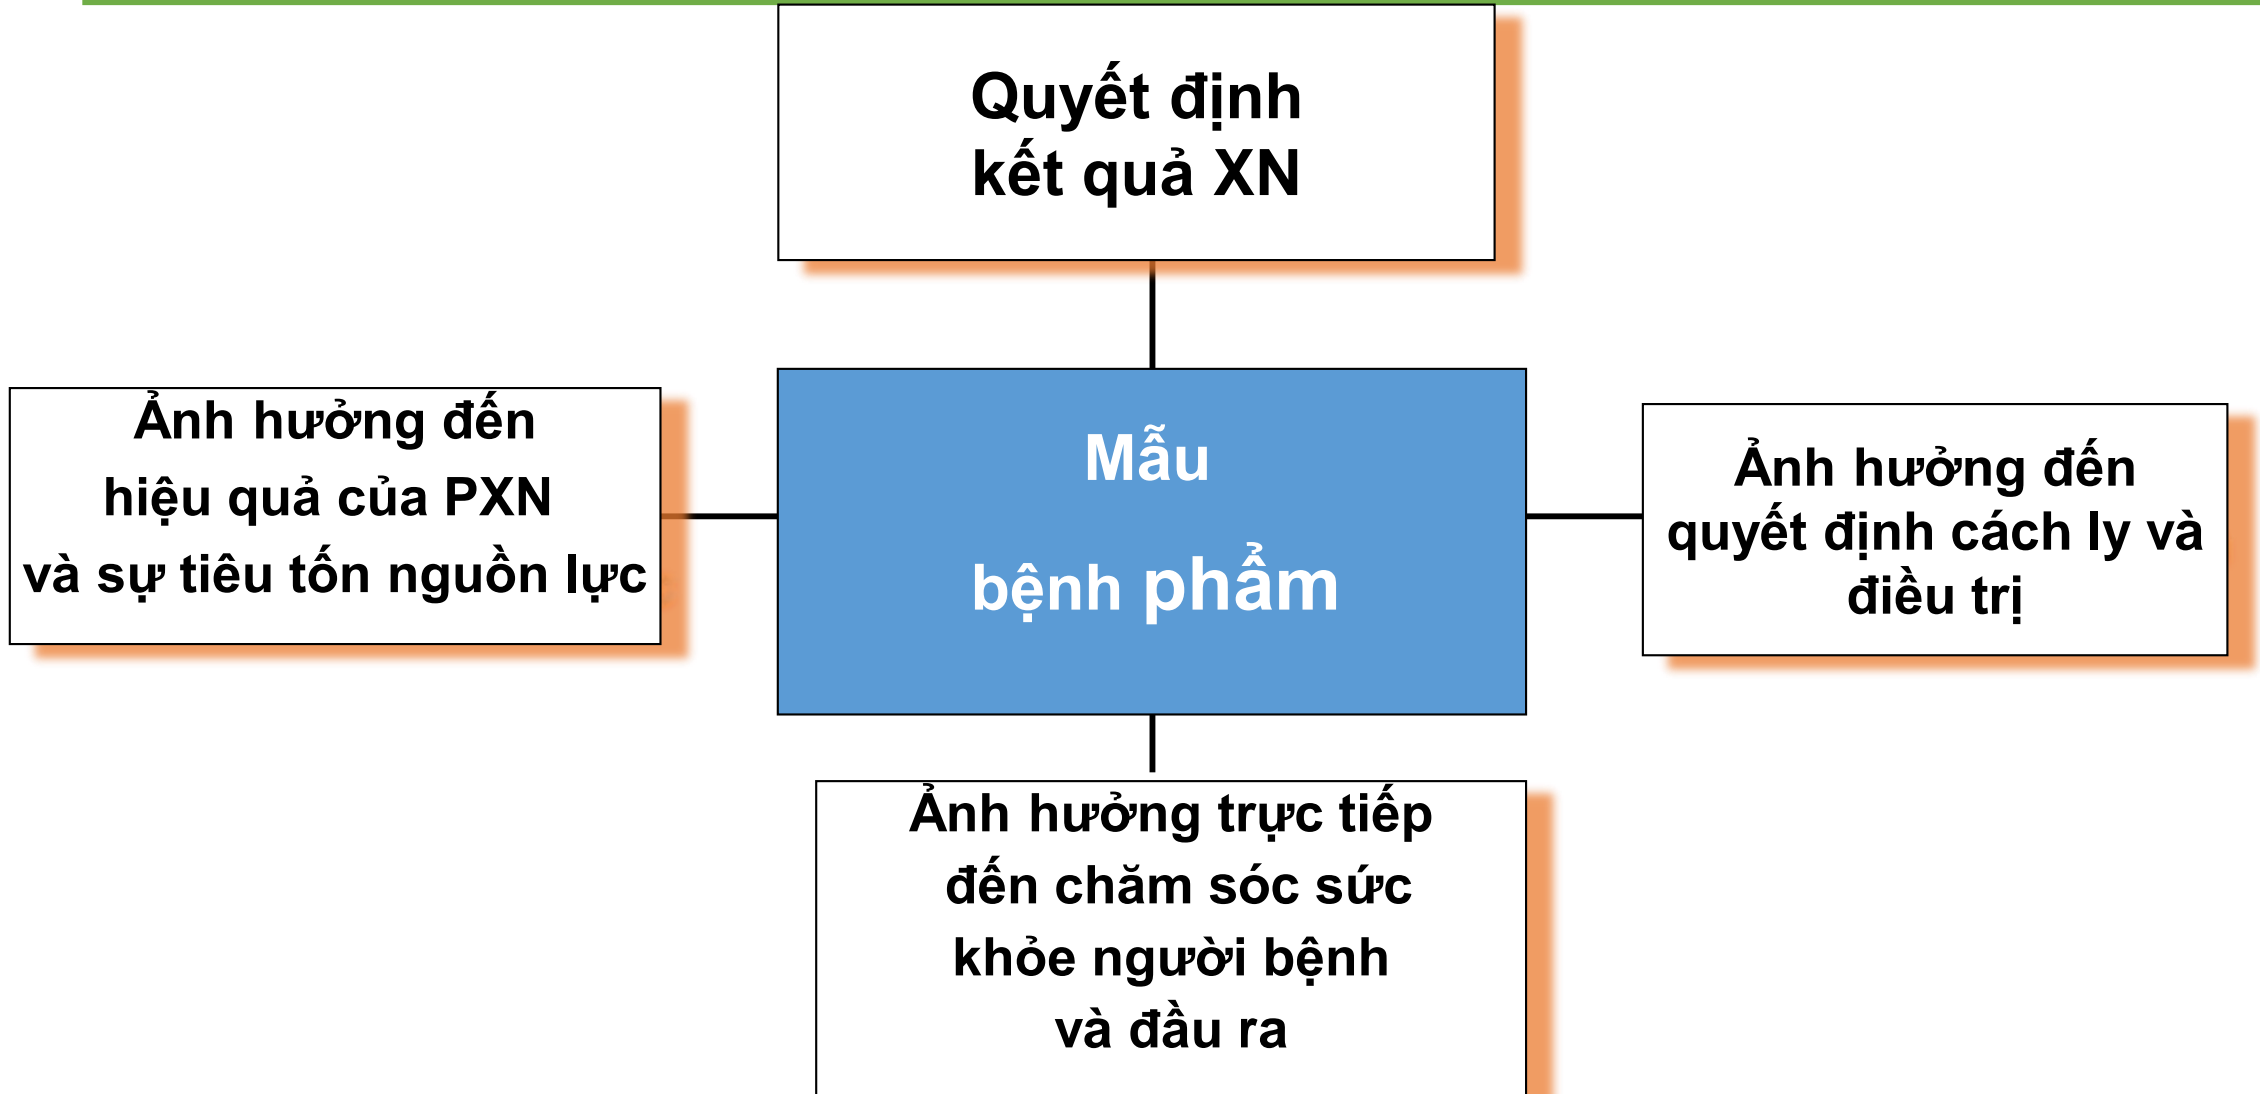 Quyết định
kết quả XN
Ảnh hưởng đến
hiệu quả của PXN
và sự tiêu tốn nguồn lực
Mẫu
bệnh phẩm
Ảnh hưởng đến
quyết định cách ly và
điều trị
Ảnh hưởng trực tiếp
đến chăm sóc sức
khỏe người bệnh
và đầu ra